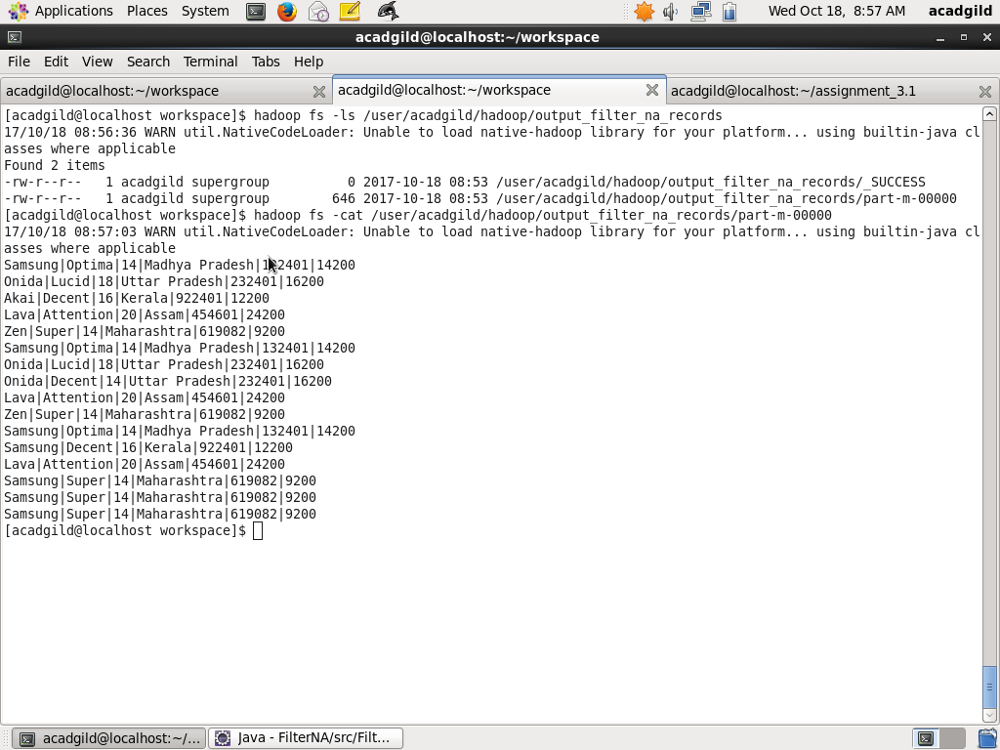 Applications Places System Wed Oct 18, 8:57 AM acadgild
acadgild@localhost:~/workspace
File Edit View Search Terminal Tabs Help
acadgild@localhost:~/workspace acadgild@localhost:~/workspace acadgild@localhost:~/assignment_3.1
[acadgild@localhost workspace]$ hadoop fs -ls /user/acadgild/hadoop/output_filter_na_records
17/10/18 08:56:36 WARN util.NativeCodeLoader: Unable to load native-hadoop library for your platform... using builtin-java cl
asses where applicable
Found 2 items
-rw-r--r--   1 acadgild supergroup          0 2017-10-18 08:53 /user/acadgild/hadoop/output_filter_na_records/_SUCCESS
-rw-r--r--   1 acadgild supergroup        646 2017-10-18 08:53 /user/acadgild/hadoop/output_filter_na_records/part-m-00000
[acadgild@localhost workspace]$ hadoop fs -cat /user/acadgild/hadoop/output_filter_na_records/part-m-00000
17/10/18 08:57:03 WARN util.NativeCodeLoader: Unable to load native-hadoop library for your platform... using builtin-java cl
asses where applicable
Samsung|Optima|14|Madhya Pradesh|132401|14200
Onida|Lucid|18|Uttar Pradesh|232401|16200
Akai|Decent|16|Kerala|922401|12200
Lava|Attention|20|Assam|454601|24200
Zen|Super|14|Maharashtra|619082|9200
Samsung|Optima|14|Madhya Pradesh|132401|14200
Onida|Lucid|18|Uttar Pradesh|232401|16200
Onida|Decent|14|Uttar Pradesh|232401|16200
Lava|Attention|20|Assam|454601|24200
Zen|Super|14|Maharashtra|619082|9200
Samsung|Optima|14|Madhya Pradesh|132401|14200
Samsung|Decent|16|Kerala|922401|12200
Lava|Attention|20|Assam|454601|24200
Samsung|Super|14|Maharashtra|619082|9200
Samsung|Super|14|Maharashtra|619082|9200
Samsung|Super|14|Maharashtra|619082|9200
[acadgild@localhost workspace]$
acadgild@localhost:~/... Java - FilterNA/src/Filt...